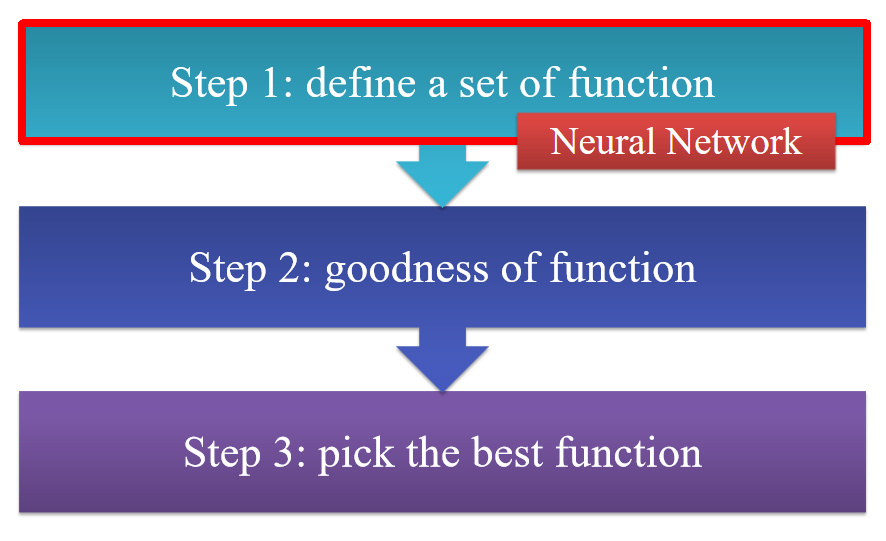 Step 1: define a set of function
Neural Network
Step 2: goodness of function
Step 3: pick the best function